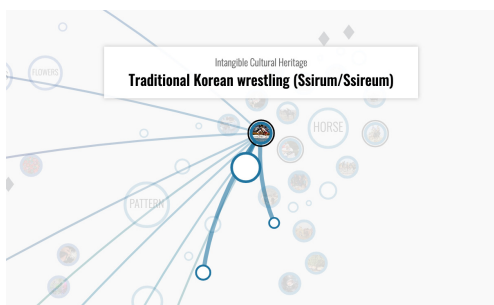 Intangible Cultural Heritage
Traditional Korean wrestling (Ssirum/Ssireum)
FLOWERS
HORSE
PATTERN